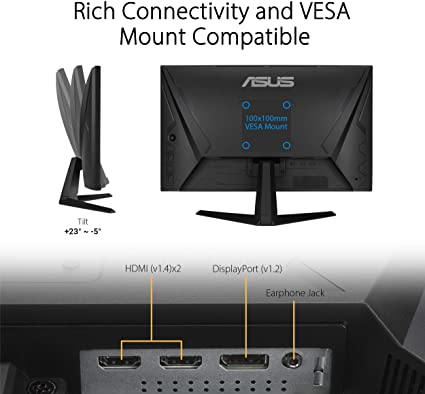 Rich Connectivity and VESA
Mount Compatible
ASUS
100x100mm
VESA Mount
Tilt
+23° ~ -5°
HDMI (v1.4)x2
DisplayPort (v1.2)
Earphone Jack